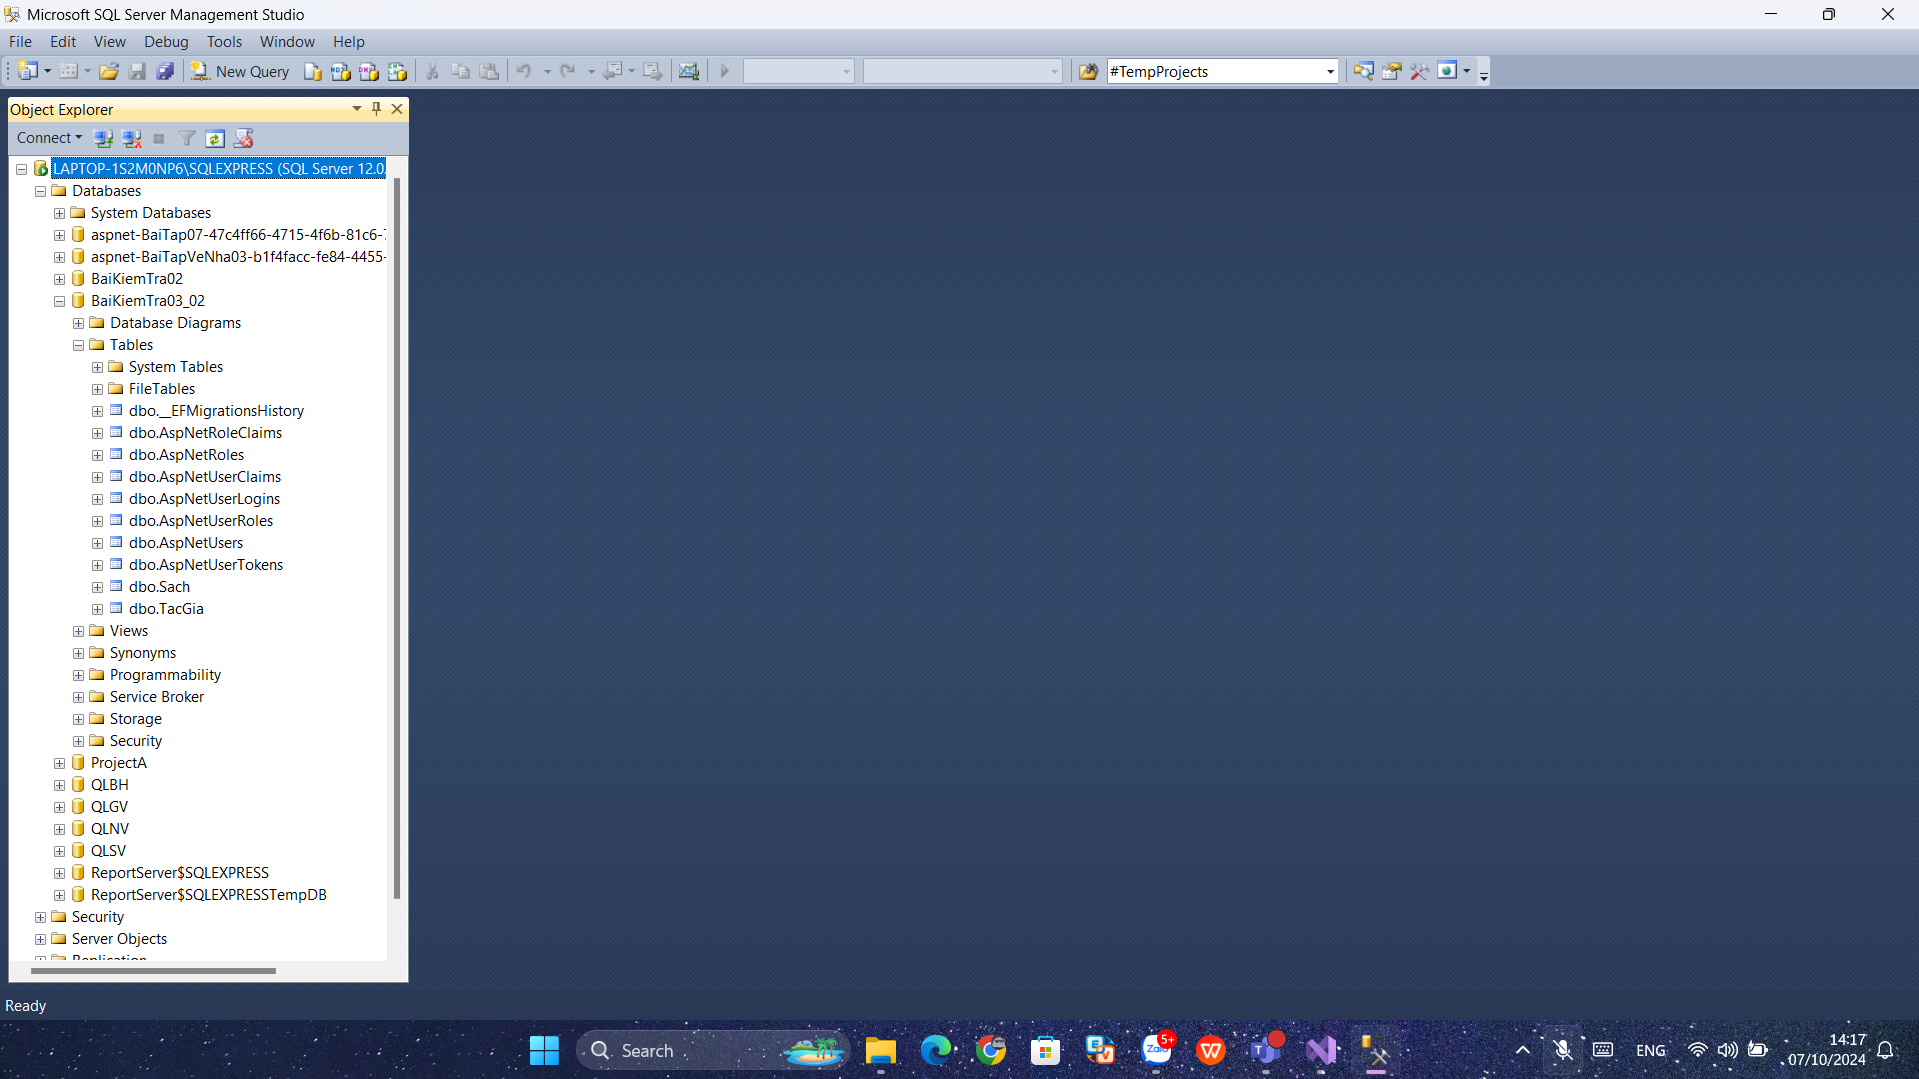 Microsoft SQL Server Management Studio
File Edit View Debug Tools Window Help
New Query
#TempProjects
Object Explorer
Connect
LAPTOP-1S2M0NP6\SQLEXPRESS (SQL Server 12.0.
Databases
System Databases
aspnet-BaiTap07-47c4ff66-4715-4f6b-81c6-7
aspnet-BaiTapVeNha03-b1f4facc-fe84-4455-
BaiKiemTra02
BaiKiemTra03_02
Database Diagrams
Tables
System Tables
FileTables
dbo.__EFMigrationsHistory
dbo.AspNetRoleClaims
dbo.AspNetRoles
dbo.AspNetUserClaims
dbo.AspNetUserLogins
dbo.AspNetUserRoles
dbo.AspNetUsers
dbo.AspNetUserTokens
dbo.Sach
dbo.TacGia
Views
Synonyms
Programmability
Service Broker
Storage
Security
ProjectA
QLBH
QLGV
QLNV
QLSV
ReportServer$SQLEXPRESS
ReportServer$SQLEXPRESSTempDB
Security
Server Objects
Replication
Ready
Search
Zalo
5+
ENG
14:17
07/10/2024